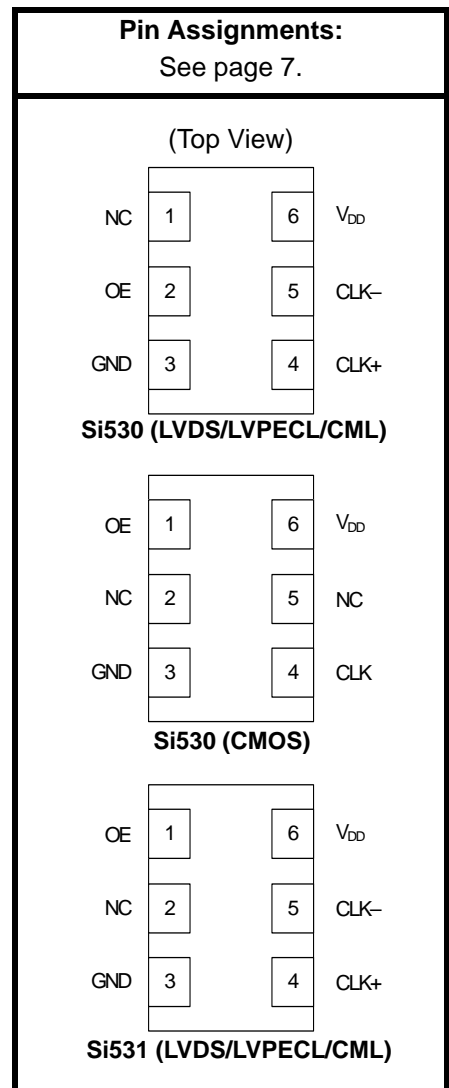 Pin Assignments:
See page 7.
(Top View)
NC 1 6 VDD
OE 2 5 CLK–
GND 3 4 CLK+
Si530 (LVDS/LVPECL/CML)
OE 1 6 VDD
NC 2 5 NC
GND 3 4 CLK
Si530 (CMOS)
OE 1 6 VDD
NC 2 5 CLK–
GND 3 4 CLK+
Si531 (LVDS/LVPECL/CML)